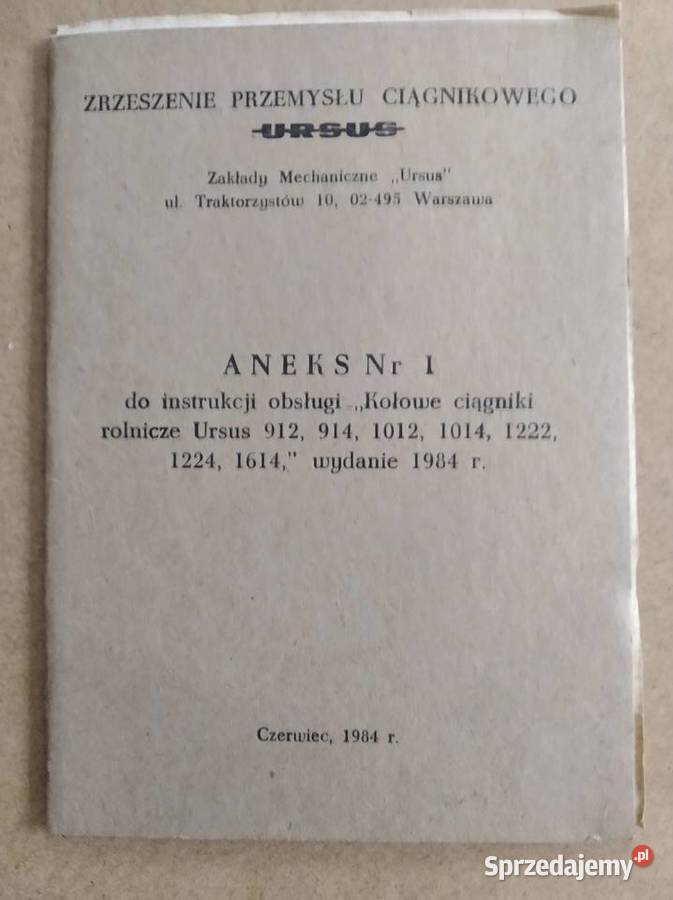 ZRZESZENIE PRZEMYSŁU CIĄGNIKOWEGO
URSUS
Zakłady Mechaniczne „Ursus"
ul. Traktorzystów 10, 02-495 Warszawa
ANEKS Nr 1
do instrukcji obsługi „Kołowe ciągniki
rolnicze Ursus 912, 914, 1012, 1014, 1222,
1224, 1614," wydanie 1984 r.
Czerwiec, 1984 r.
Sprzedajemy.pl